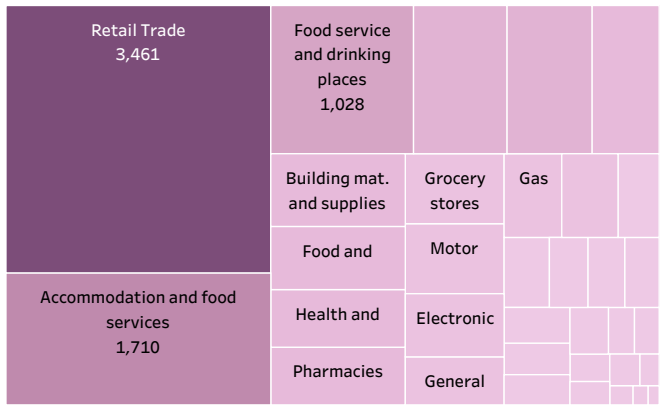 Retail Trade
3,461
Accommodation and food
services
1,710
Food service
and drinking
places
1,028
Building mat.
and supplies
Food and
Health and
Pharmacies
Grocery
stores
Motor
Electronic
General
Gas